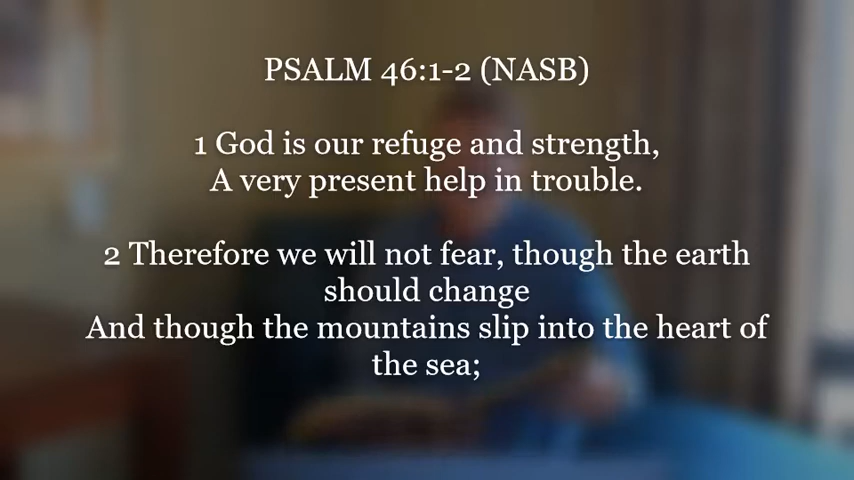 PSALM 46:1-2 (NASB)
1 God is our refuge and strength,
A very present help in trouble.
2 Therefore we will not fear, though the earth
should change
And though the mountains slip into the heart of
the sea;